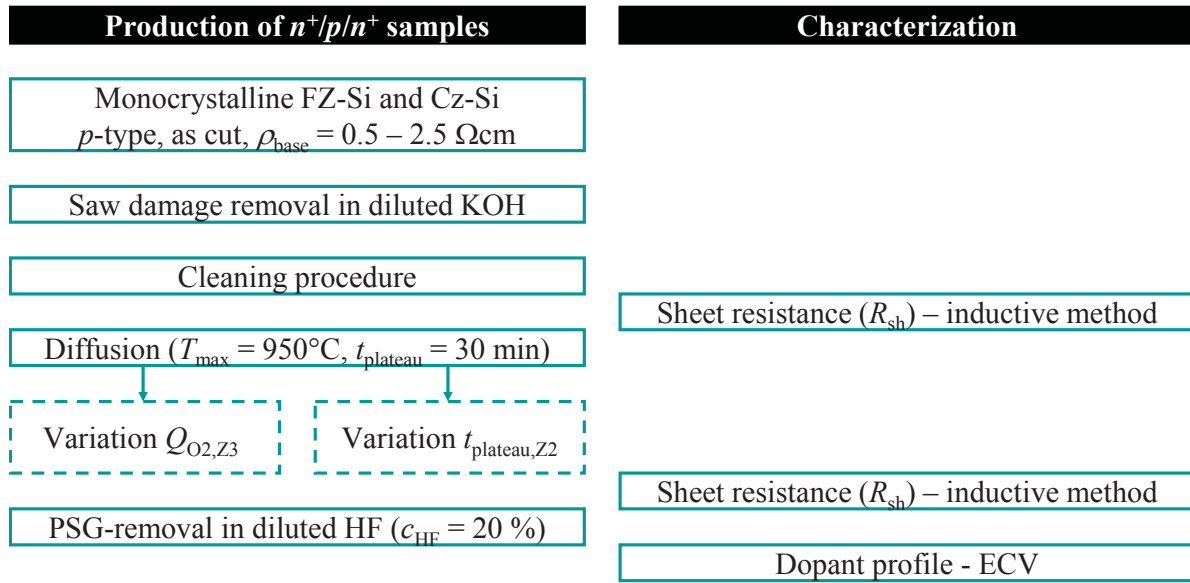 Production of n⁺/p/n⁺ samples
Monocrystalline FZ-Si and Cz-Si
p-type, as cut, ρbase = 0.5 – 2.5 Ωcm
Saw damage removal in diluted KOH
Cleaning procedure
Diffusion (Tmax = 950°C, tplateau = 30 min)
Variation QO2,Z3
Variation tplateau,Z2
PSG-removal in diluted HF (cHF = 20 %)
Characterization
Sheet resistance (Rsh) – inductive method
Sheet resistance (Rsh) – inductive method
Dopant profile - ECV